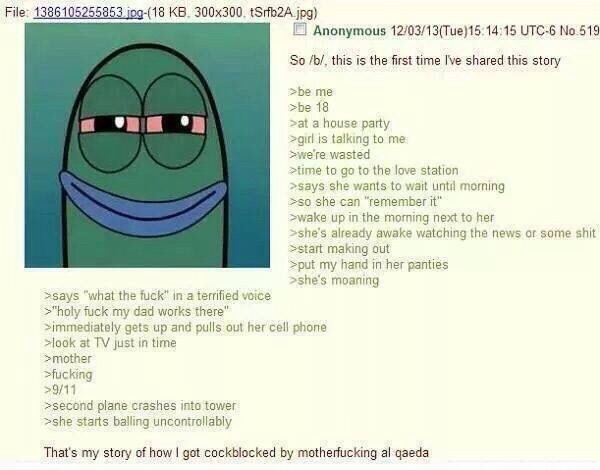 File: 1386105255853.jpg-(18 KB, 300x300, tSrfb2A.jpg)
Anonymous 12/03/13(Tue)15:14:15 UTC-6 No.519
So /b/, this is the first time I've shared this story
>be me
>be 18
>at a house party
>girl is talking to me
>we're wasted
>time to go to the love station
>says she wants to wait until morning
>so she can "remember it"
>wake up in the morning next to her
>she's already awake watching the news or some shit
>start making out
>put my hand in her panties
>she's moaning
>says "what the fuck" in a terrified voice
>"holy fuck my dad works there"
>immediately gets up and pulls out her cell phone
>look at TV just in time
>mother
>fucking
>9/11
>second plane crashes into tower
>she starts balling uncontrollably
That's my story of how I got cockblocked by motherfucking al qaeda